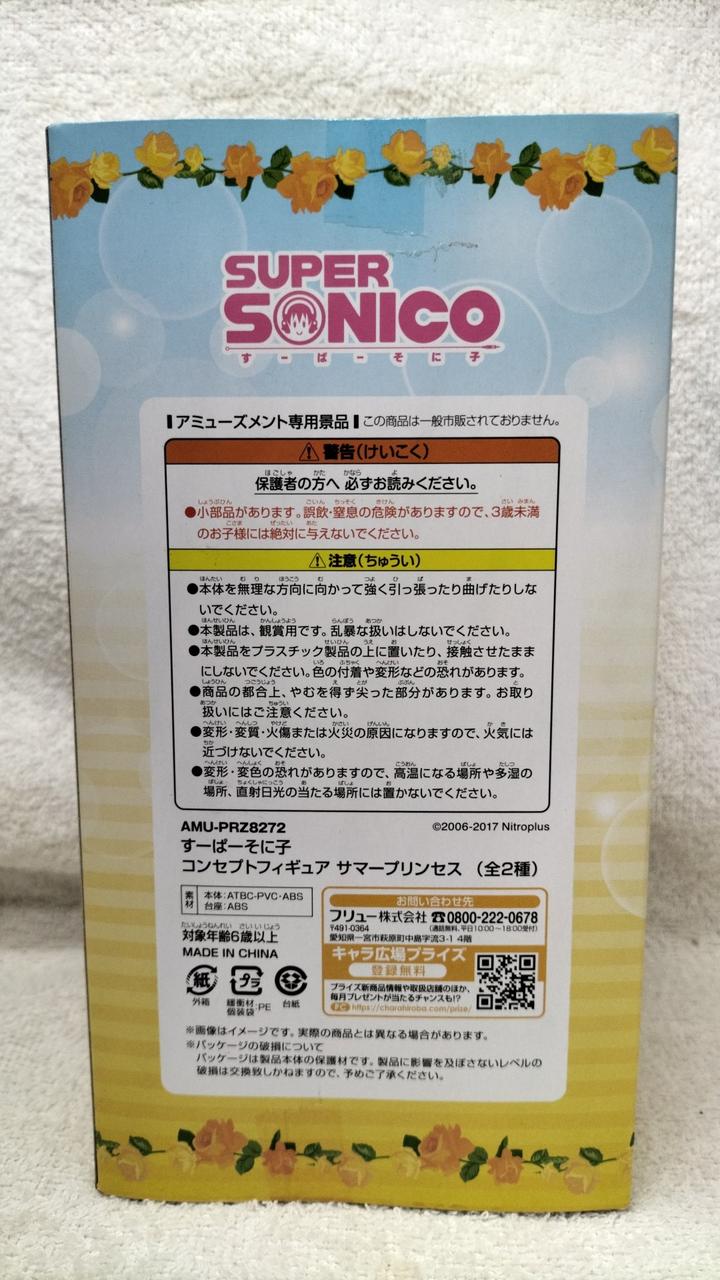 SUPER
SONICO
すーぱーそに子
アミューズメント専用景品 この商品は一般市販されておりません。
警告(けいこく)
保護者の方へ 必ずお読みください。
●小部品があります。誤飲・窒息の危険がありますので、3歳未満
のお子様には絶対に与えないでください。
注意(ちゅうい)
●本体を無理な方向に向かって強く引っ張ったり曲げたりしな
いでください。
●本製品は、観賞用です。乱暴な扱いはしないでください。
●本製品をプラスチック製品の上に置いたり、接触させたまま
にしないでください。色の付着や変形などの恐れがあります。
●商品の都合上、やむを得ず尖った部分があります。お取り
扱いにはご注意ください。
●変形・変質・火傷または火災の原因になりますので、火気には
近づけないでください。
●変形・変色の恐れがありますので、高温になる場所や多湿の
場所、直射日光の当たる場所には置かないでください。
AMU-PRZ8272 ©2006-2017 Nitroplus
すーぱーそに子
コンセプトフィギュア サマープリンセス (全2種)
素材 本体:ATBC-PVC・ABS
台座:ABS
対象年齢6歳以上
MADE IN CHINA
紙 プラ
外箱 緩衝材・個装袋:PE 台紙
お問い合わせ先
フリュー株式会社 ☎0800-222-0678
〒491-0364 (通話無料、平日10:00~18:00受付)
愛知県一宮市萩原町中島字流3-1 4階
キャラ広場プライズ
登録無料
プライズ新商品情報や取扱店舗のほか、
毎月プレゼントが当たるチャンスも!?
PC https://charahiroba.com/prize/
※画像はイメージです。実際の商品とは異なる場合があります。
※パッケージの破損について
パッケージは製品本体の保護材です。製品に影響を及ぼさないレベルの
破損は交換致しかねますので、予めご了承ください。